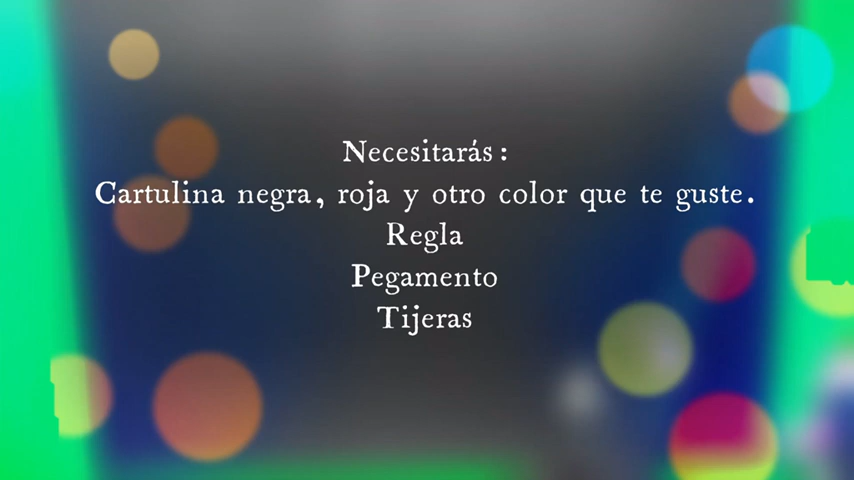 Necesitarás:
Cartulina negra, roja y otro color que te guste.
Regla
Pegamento
Tijeras